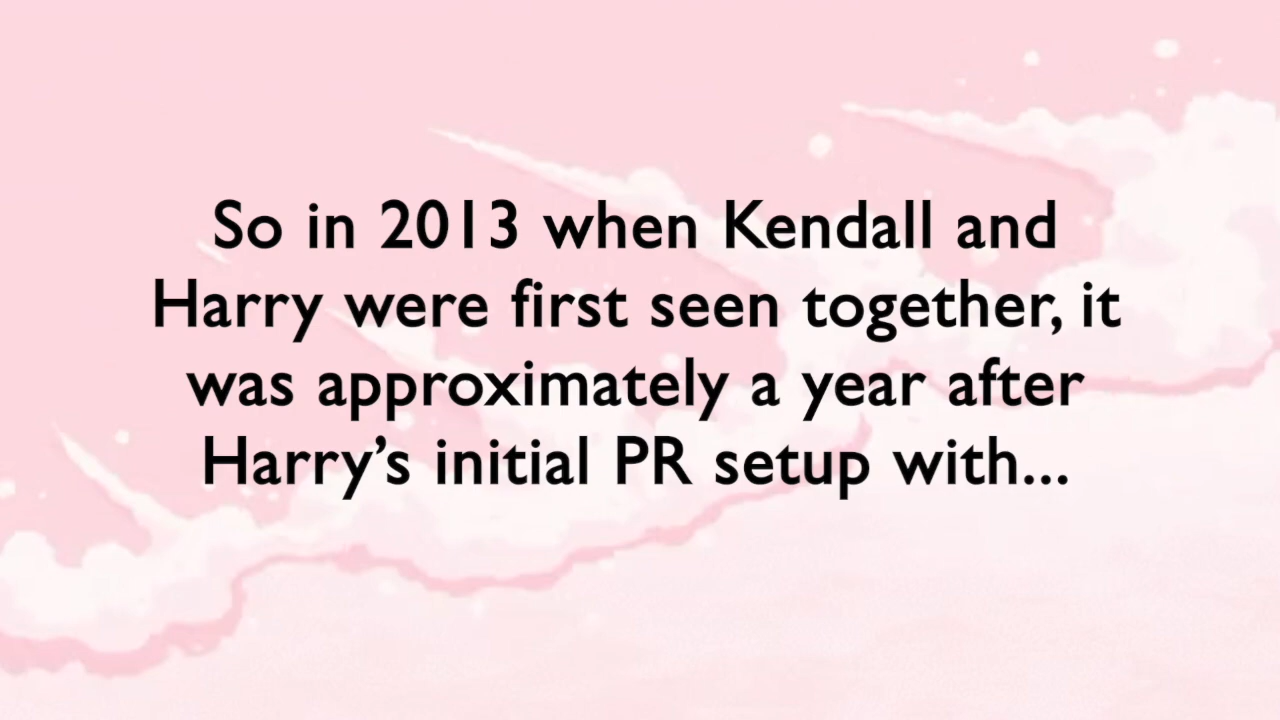 So in 2013 when Kendall and
Harry were first seen together, it
was approximately a year after
Harry’s initial PR setup with...